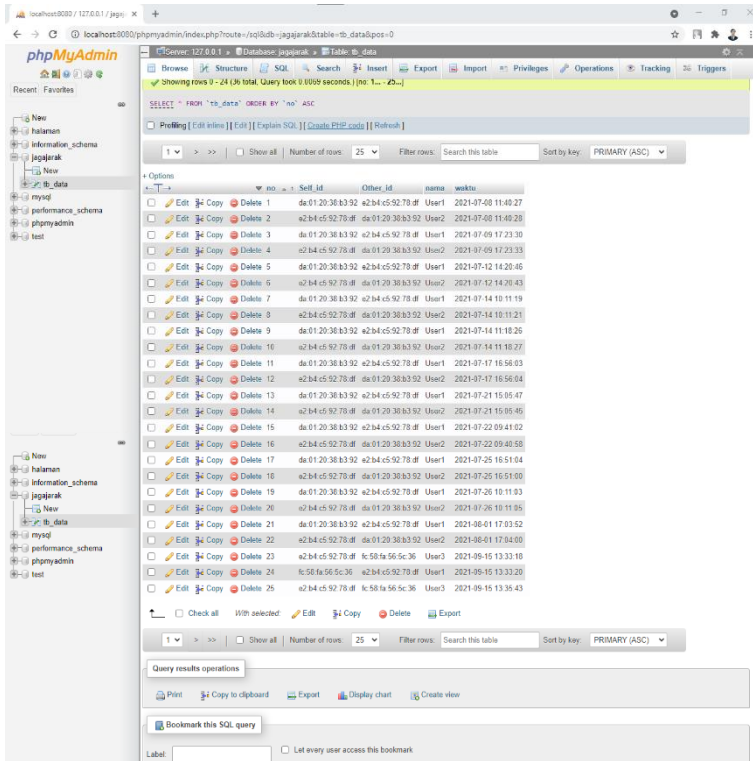 localhost:8080 / 127.0.0.1 / jagaj
localhost:8080/phpmyadmin/index.php?route=/sql&db=jagajarak&table=tb_data&pos=0
phpMyAdmin
Recent Favorites
New
halaman
information_schema
jagajarak
New
tb_data
mysql
performance_schema
phpmyadmin
test
New
halaman
information_schema
jagajarak
New
tb_data
mysql
performance_schema
phpmyadmin
test
Server: 127.0.0.1 » Database: jagajarak » Table: tb_data
Browse Structure SQL Search Insert Export Import Privileges Operations Tracking Triggers
Showing rows 0 - 24 (36 total, Query took 0.0069 seconds.) [no: 1... - 25...]
SELECT * FROM `tb_data` ORDER BY `no` ASC
Profiling [ Edit inline ] [ Edit ] [ Explain SQL ] [ Create PHP code ] [ Refresh ]
1 > >> Show all Number of rows: 25 Filter rows: Search this table Sort by key: PRIMARY (ASC)
+ Options
←T→ no 1 Self_id Other_id nama waktu
Edit Copy Delete 1 da:01:20:38:b3:92 e2:b4:c5:92:78:df User1 2021-07-08 11:40:27
Edit Copy Delete 2 e2:b4:c5:92:78:df da:01:20:38:b3:92 User2 2021-07-08 11:40:28
Edit Copy Delete 3 da:01:20:38:b3:92 e2:b4:c5:92:78:df User1 2021-07-09 17:23:30
Edit Copy Delete 4 e2:b4:c5:92:78:df da:01:20:38:b3:92 User2 2021-07-09 17:23:33
Edit Copy Delete 5 da:01:20:38:b3:92 e2:b4:c5:92:78:df User1 2021-07-12 14:20:46
Edit Copy Delete 6 e2:b4:c5:92:78:df da:01:20:38:b3:92 User2 2021-07-12 14:20:43
Edit Copy Delete 7 da:01:20:38:b3:92 e2:b4:c5:92:78:df User1 2021-07-14 10:11:19
Edit Copy Delete 8 e2:b4:c5:92:78:df da:01:20:38:b3:92 User2 2021-07-14 10:11:21
Edit Copy Delete 9 da:01:20:38:b3:92 e2:b4:c5:92:78:df User1 2021-07-14 11:18:26
Edit Copy Delete 10 e2:b4:c5:92:78:df da:01:20:38:b3:92 User2 2021-07-14 11:18:27
Edit Copy Delete 11 da:01:20:38:b3:92 e2:b4:c5:92:78:df User1 2021-07-17 16:56:03
Edit Copy Delete 12 e2:b4:c5:92:78:df da:01:20:38:b3:92 User2 2021-07-17 16:56:04
Edit Copy Delete 13 da:01:20:38:b3:92 e2:b4:c5:92:78:df User1 2021-07-21 15:05:47
Edit Copy Delete 14 e2:b4:c5:92:78:df da:01:20:38:b3:92 User2 2021-07-21 15:05:45
Edit Copy Delete 15 da:01:20:38:b3:92 e2:b4:c5:92:78:df User1 2021-07-22 09:41:02
Edit Copy Delete 16 e2:b4:c5:92:78:df da:01:20:38:b3:92 User2 2021-07-22 09:40:58
Edit Copy Delete 17 da:01:20:38:b3:92 e2:b4:c5:92:78:df User1 2021-07-25 16:51:04
Edit Copy Delete 18 e2:b4:c5:92:78:df da:01:20:38:b3:92 User2 2021-07-25 16:51:00
Edit Copy Delete 19 da:01:20:38:b3:92 e2:b4:c5:92:78:df User1 2021-07-26 10:11:03
Edit Copy Delete 20 e2:b4:c5:92:78:df da:01:20:38:b3:92 User2 2021-07-26 10:11:05
Edit Copy Delete 21 da:01:20:38:b3:92 e2:b4:c5:92:78:df User1 2021-08-01 17:03:52
Edit Copy Delete 22 e2:b4:c5:92:78:df da:01:20:38:b3:92 User2 2021-08-01 17:04:00
Edit Copy Delete 23 e2:b4:c5:92:78:df fc:58:fa:56:5c:36 User3 2021-09-15 13:33:18
Edit Copy Delete 24 fc:58:fa:56:5c:36 e2:b4:c5:92:78:df User1 2021-09-15 13:33:20
Edit Copy Delete 25 e2:b4:c5:92:78:df fc:58:fa:56:5c:36 User3 2021-09-15 13:35:43
Check all With selected: Edit Copy Delete Export
1 > >> Show all Number of rows: 25 Filter rows: Search this table Sort by key: PRIMARY (ASC)
Query results operations
Print Copy to clipboard Export Display chart Create view
Bookmark this SQL query
Label: Let every user access this bookmark